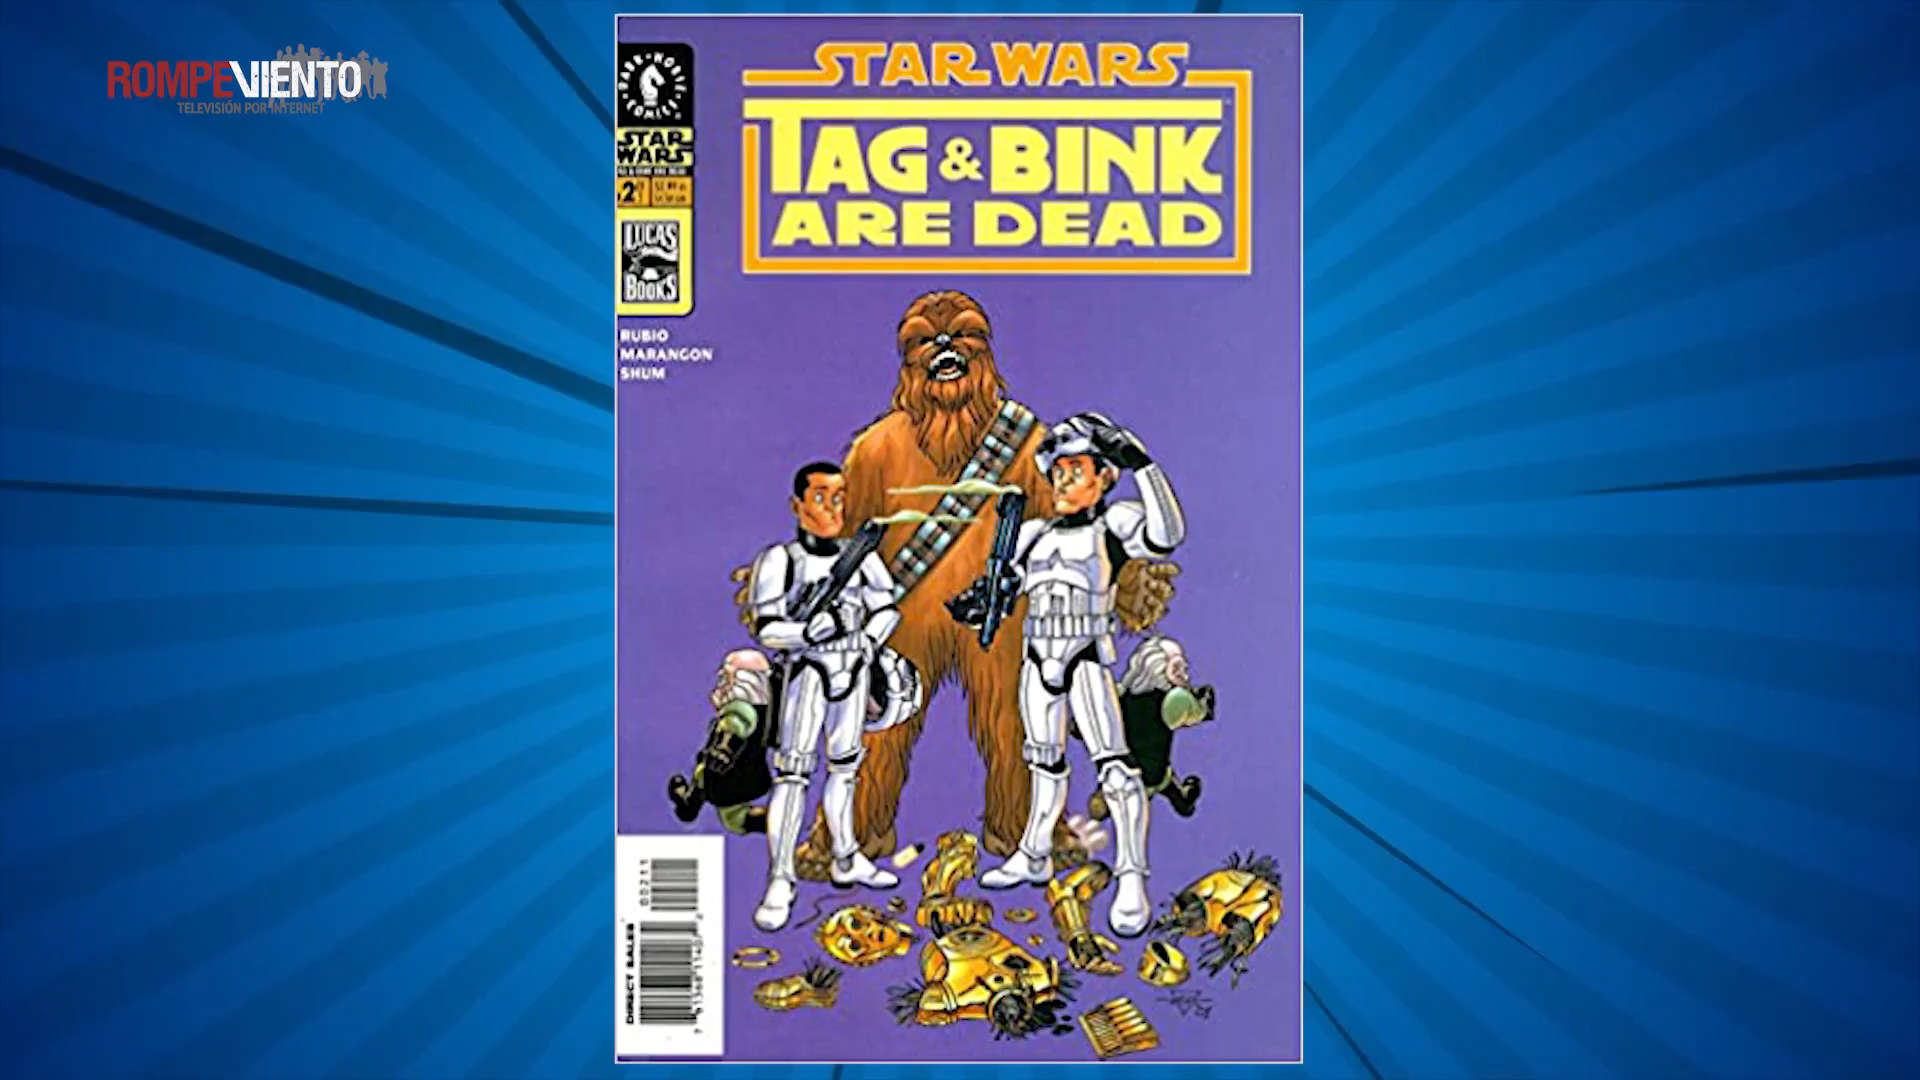 ROMPEVIENTO
TELEVISIÓN POR INTERNET
DARK HORSE
COMICS
STAR
WARS
STAR WARS
TAG & BINK
ARE DEAD
LUCAS
BOOKS
RUBIO
MARANGON
SHUM
00211
DIRECT SALES